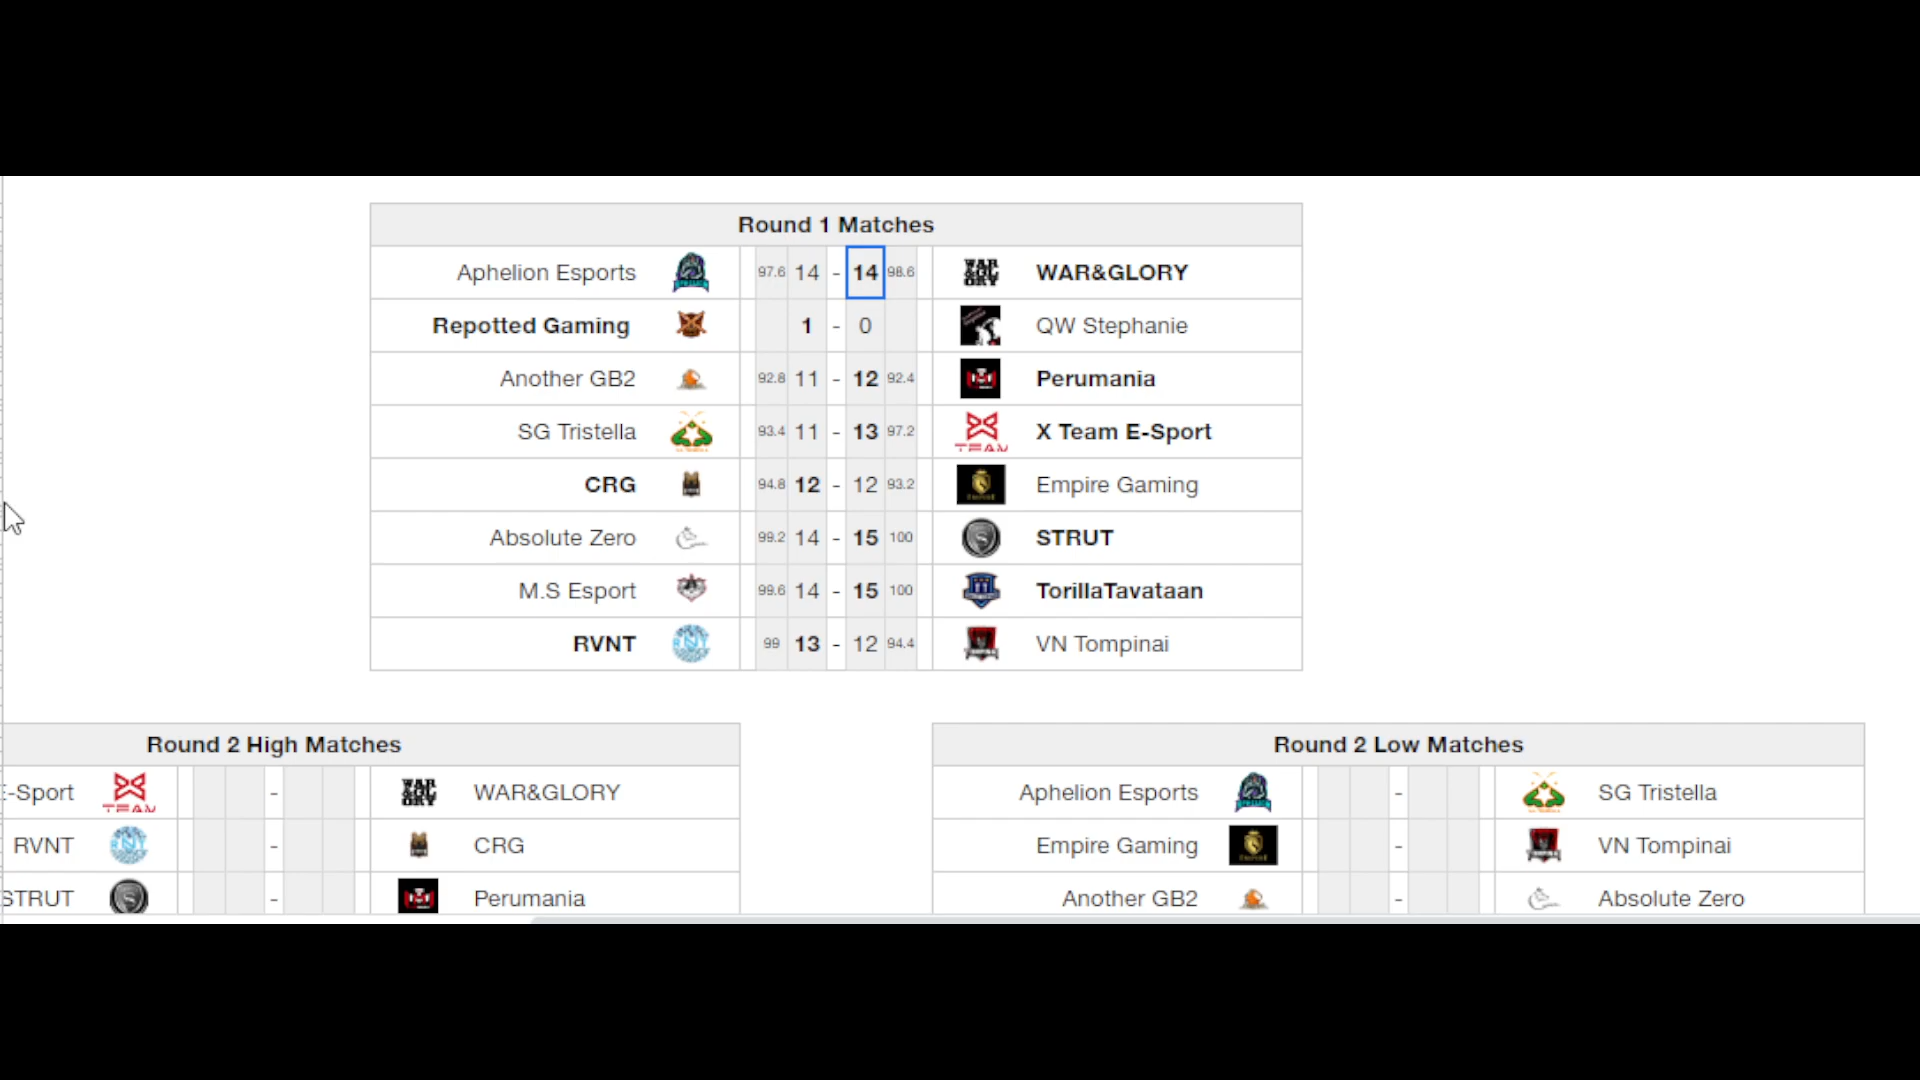 Round 1 Matches
Aphelion Esports 97.6 14 - 14 98.6 WAR&GLORY
Repotted Gaming 1 - 0 QW Stephanie
Another GB2 92.8 11 - 12 92.4 Perumania
SG Tristella 93.4 11 - 13 97.2 TEAM X Team E-Sport
CRG 94.8 12 - 12 93.2 Empire Gaming
Absolute Zero 99.2 14 - 15 100 STRUT
M.S Esport 99.6 14 - 15 100 TorillaTavataan
RVNT 99 13 - 12 94.4 VN Tompinai
Round 2 High Matches
E-Sport TEAM - WAR&GLORY
RVNT - CRG
STRUT - Perumania
Round 2 Low Matches
Aphelion Esports - SG Tristella
Empire Gaming - VN Tompinai
Another GB2 - Absolute Zero